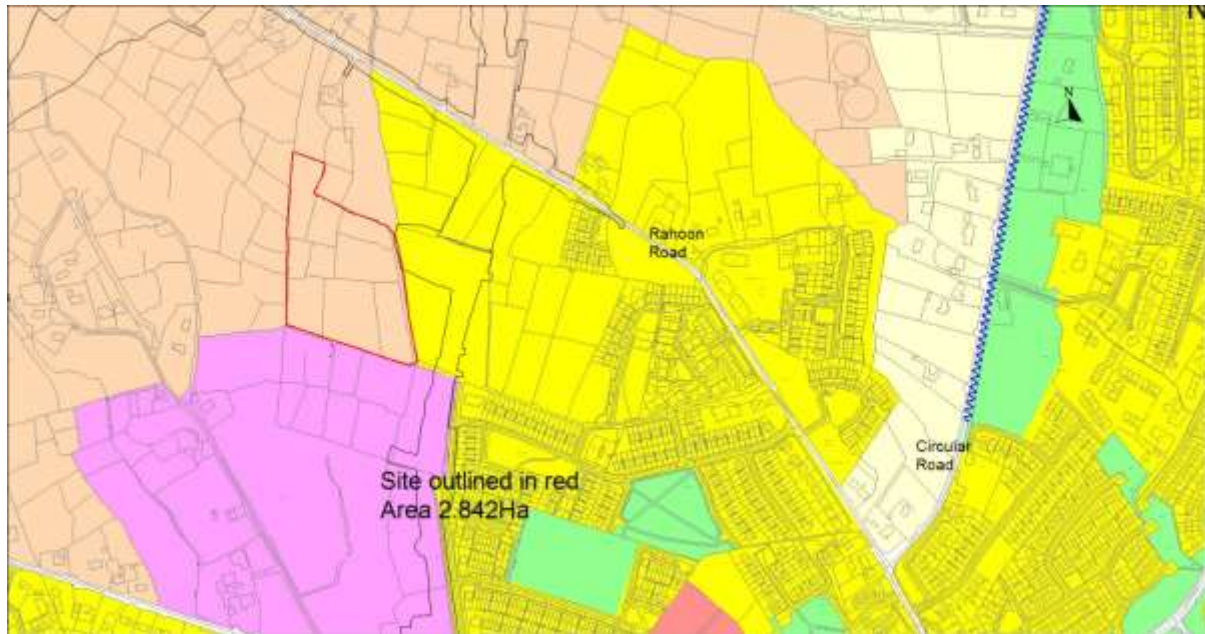 N
N
Rahoon
Road
Circular
Road
Site outlined in red
Area 2.842Ha